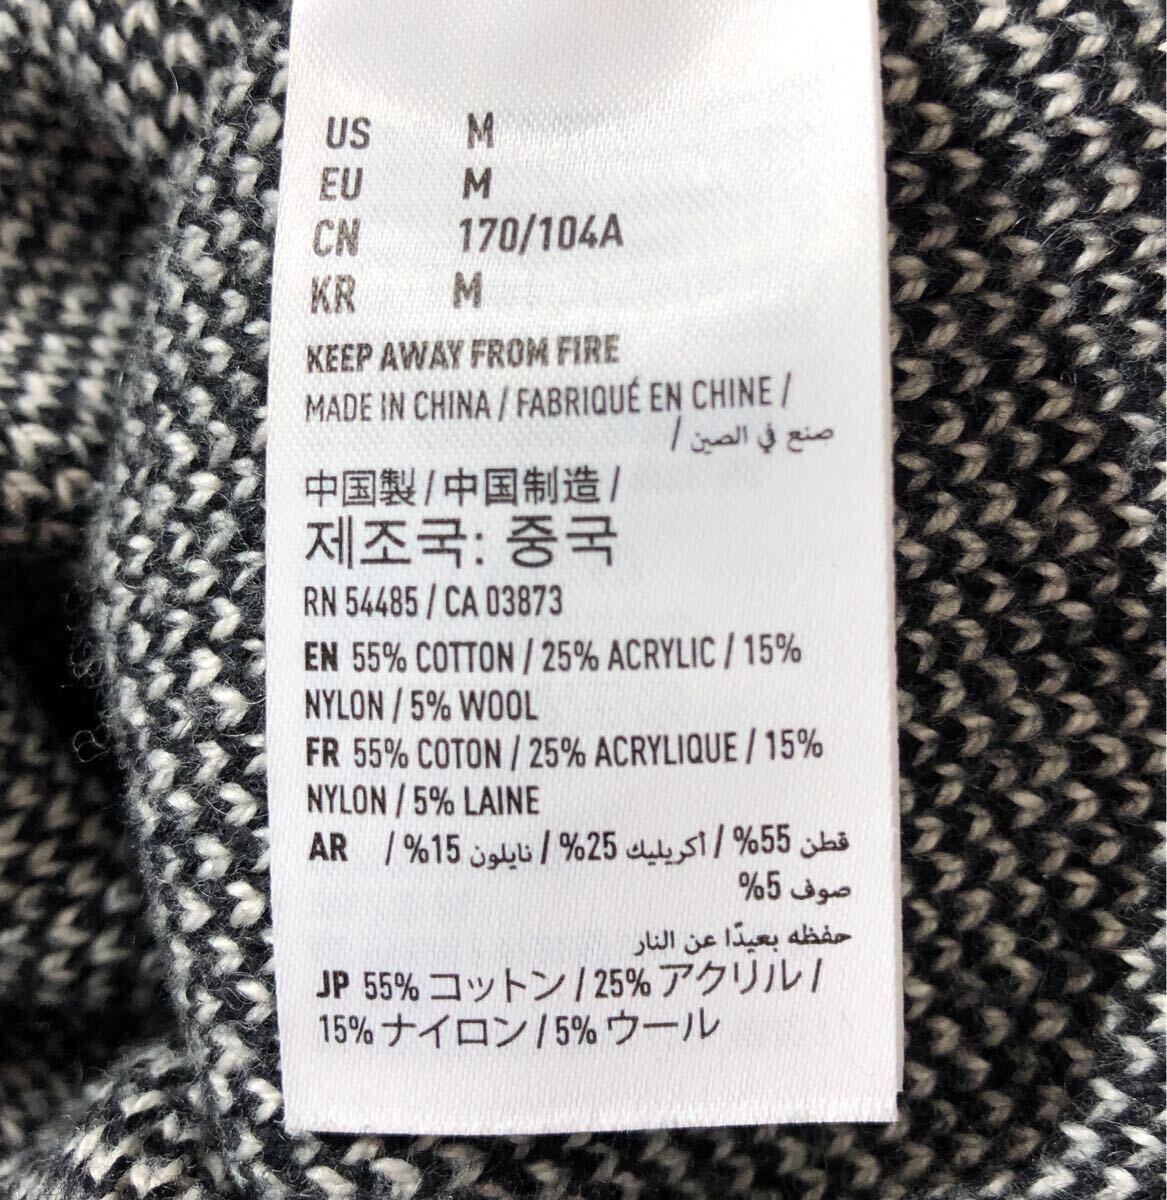 US M
EU M
CN 170/104A
KR M
KEEP AWAY FROM FIRE
MADE IN CHINA / FABRIQUÉ EN CHINE /
صنع في الصين /
中国製 / 中国制造 /
제조국: 중국
RN 54485 / CA 03873
EN 55% COTTON / 25% ACRYLIC / 15%
NYLON / 5% WOOL
FR 55% COTON / 25% ACRYLIQUE / 15%
NYLON / 5% LAINE
AR قطن 55% / أكريليك 25% / نايلون 15% /
صوف 5%
حفظه بعيدًا عن النار
JP 55% コットン / 25% アクリル /
15% ナイロン / 5% ウール